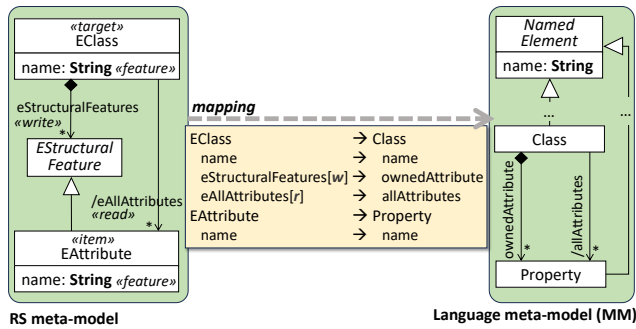 «target»
EClass
name: String «feature»
eStructuralFeatures
«write»
*
EStructural
Feature
/eAllAttributes
«read»
*
«item»
EAttribute
name: String «feature»
RS meta-model
mapping
EClass → Class
name → name
eStructuralFeatures[w] → ownedAttribute
eAllAttributes[r] → allAttributes
EAttribute → Property
name → name
Named
Element
name: String
...
...
Class
ownedAttribute
*
/allAttributes
*
Property
Language meta-model (MM)